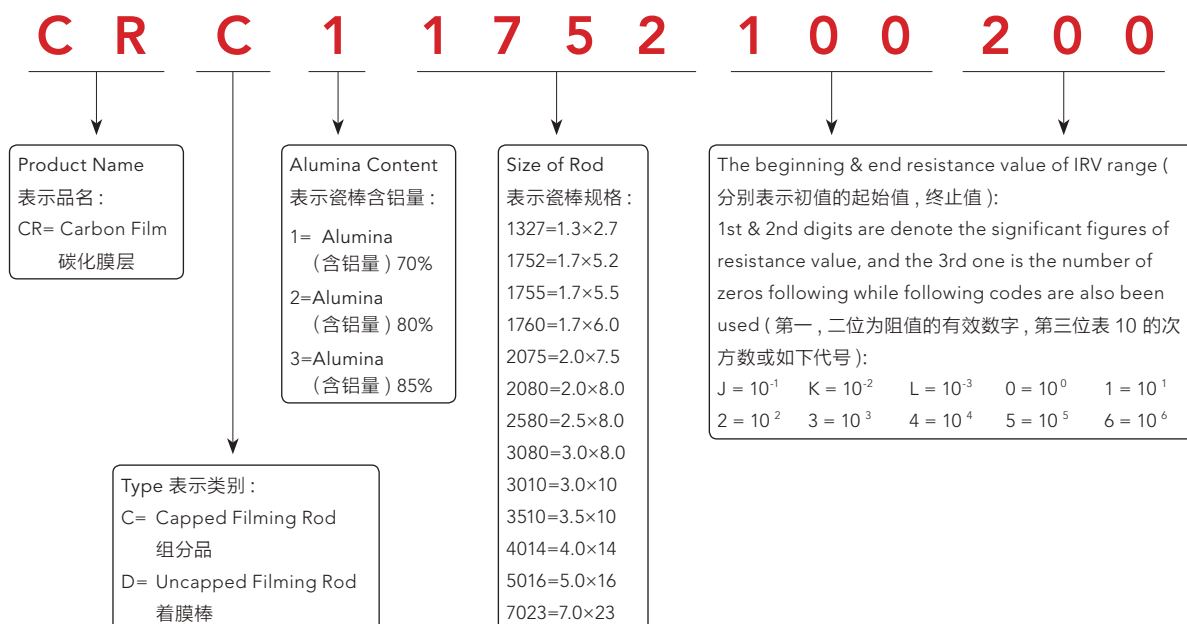 C R C 1 1 7 5 2 1 0 0 2 0 0
Product Name
表示品名 :
CR= Carbon Film
碳化膜层
Type 表示类别 :
C= Capped Filming Rod
组分品
D= Uncapped Filming Rod
着膜棒
Alumina Content
表示瓷棒含铝量 :
1= Alumina
(含铝量 ) 70%
2=Alumina
(含铝量 ) 80%
3=Alumina
(含铝量 ) 85%
Size of Rod
表示瓷棒规格 :
1327=1.3×2.7
1752=1.7×5.2
1755=1.7×5.5
1760=1.7×6.0
2075=2.0×7.5
2080=2.0×8.0
2580=2.5×8.0
3080=3.0×8.0
3010=3.0×10
3510=3.5×10
4014=4.0×14
5016=5.0×16
7023=7.0×23
The beginning & end resistance value of IRV range (
分别表示初值的起始值 , 终止值 ):
1st & 2nd digits are denote the significant figures of
resistance value, and the 3rd one is the number of
zeros following while following codes are also been
used ( 第一 , 二位为阻值的有效数字 , 第三位表 10 的次
方数或如下代号 ):
J = 10⁻¹ K = 10⁻² L = 10⁻³ 0 = 10⁰ 1 = 10¹
2 = 10² 3 = 10³ 4 = 10⁴ 5 = 10⁵ 6 = 10⁶